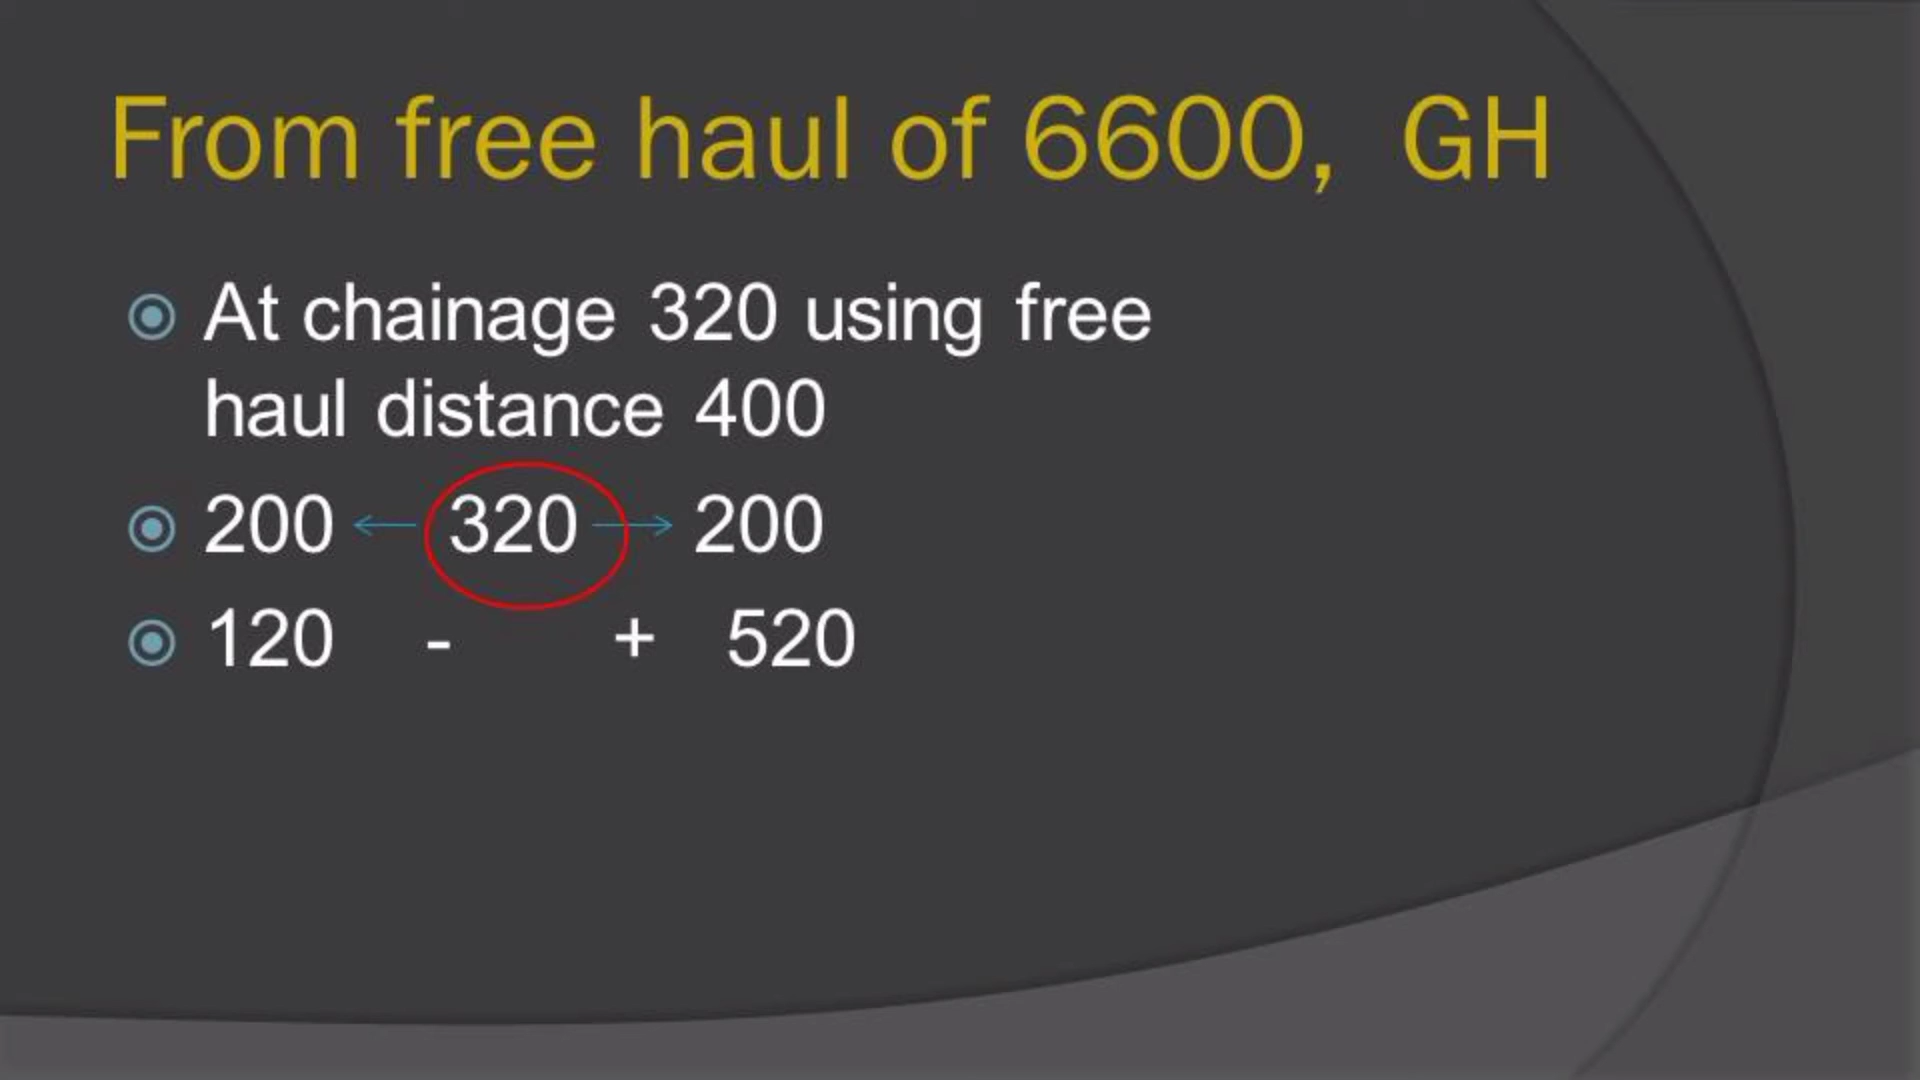 From free haul of 6600, GH
At chainage 320 using free
haul distance 400
200 320 200
120 - + 520